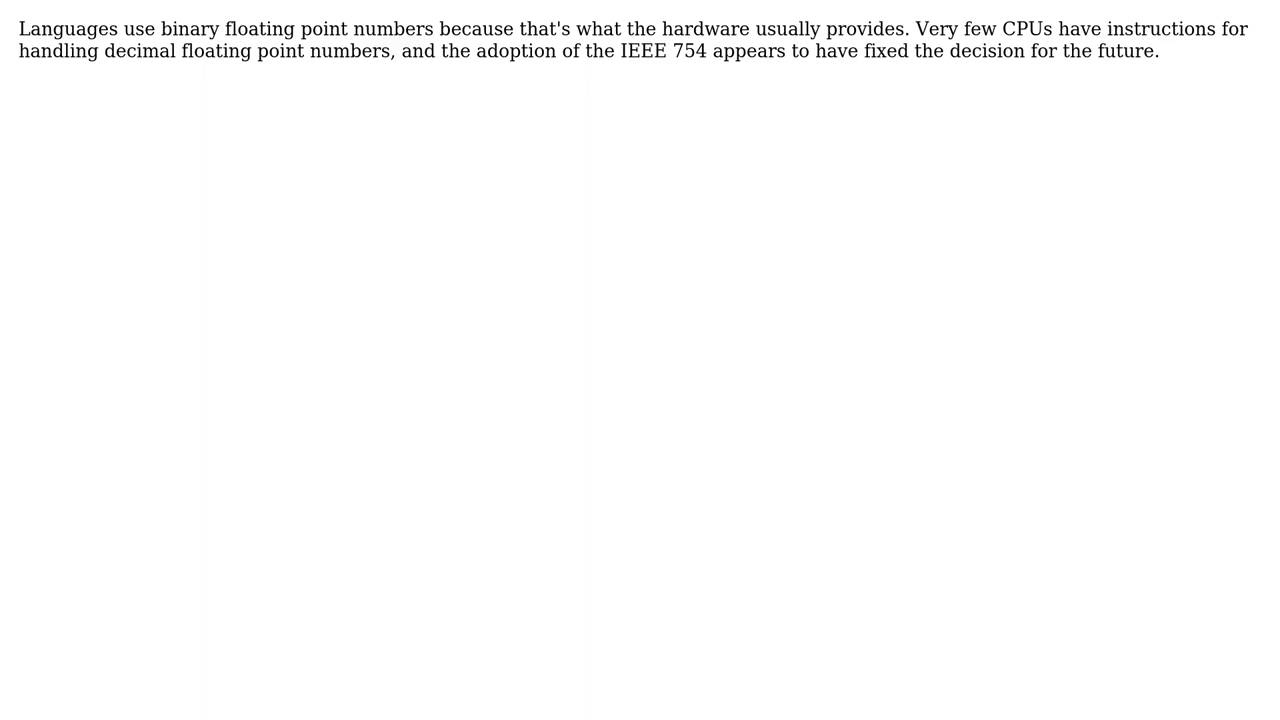 Languages use binary floating point numbers because that's what the hardware usually provides. Very few CPUs have instructions for
handling decimal floating point numbers, and the adoption of the IEEE 754 appears to have fixed the decision for the future.